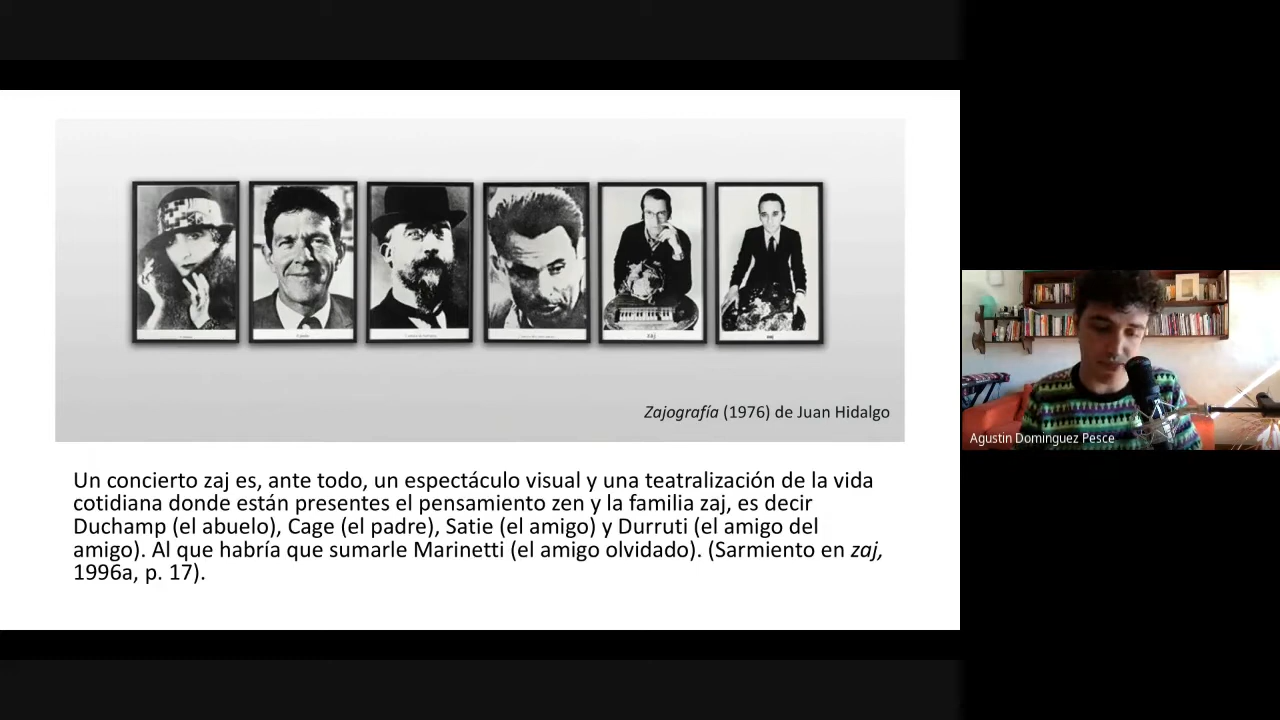 Zajografía (1976) de Juan Hidalgo
Un concierto zaj es, ante todo, un espectáculo visual y una teatralización de la vida
cotidiana donde están presentes el pensamiento zen y la familia zaj, es decir
Duchamp (el abuelo), Cage (el padre), Satie (el amigo) y Durruti (el amigo del
amigo). Al que habría que sumarle Marinetti (el amigo olvidado). (Sarmiento en zaj,
1996a, p. 17).
Agustin Dominguez Pesce